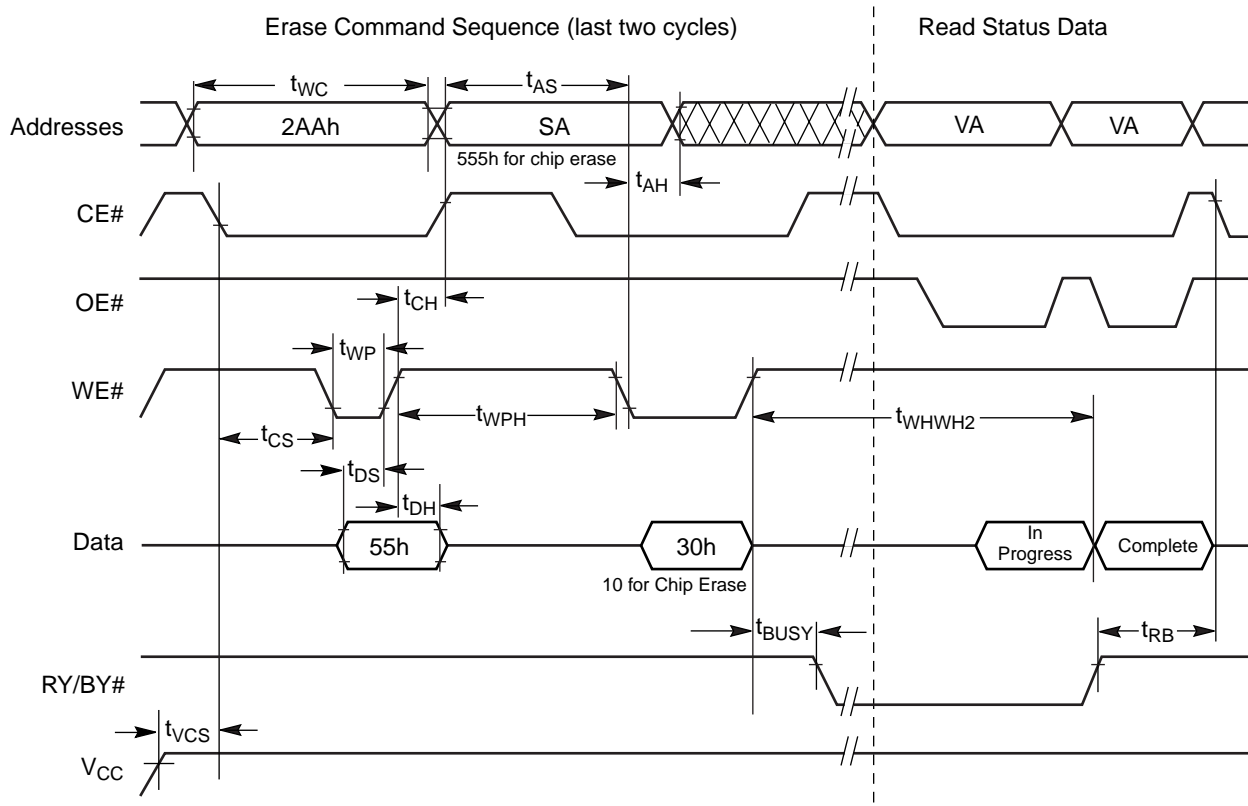 Erase Command Sequence (last two cycles)
Read Status Data
tWC
tAS
Addresses
2AAh
SA
VA
VA
555h for chip erase
tAH
CE#
OE#
tCH
tWP
WE#
tWPH
tWHWH2
tCS
tDS
tDH
Data
55h
30h
In
Progress
Complete
10 for Chip Erase
tBUSY
tRB
RY/BY#
tVCS
VCC